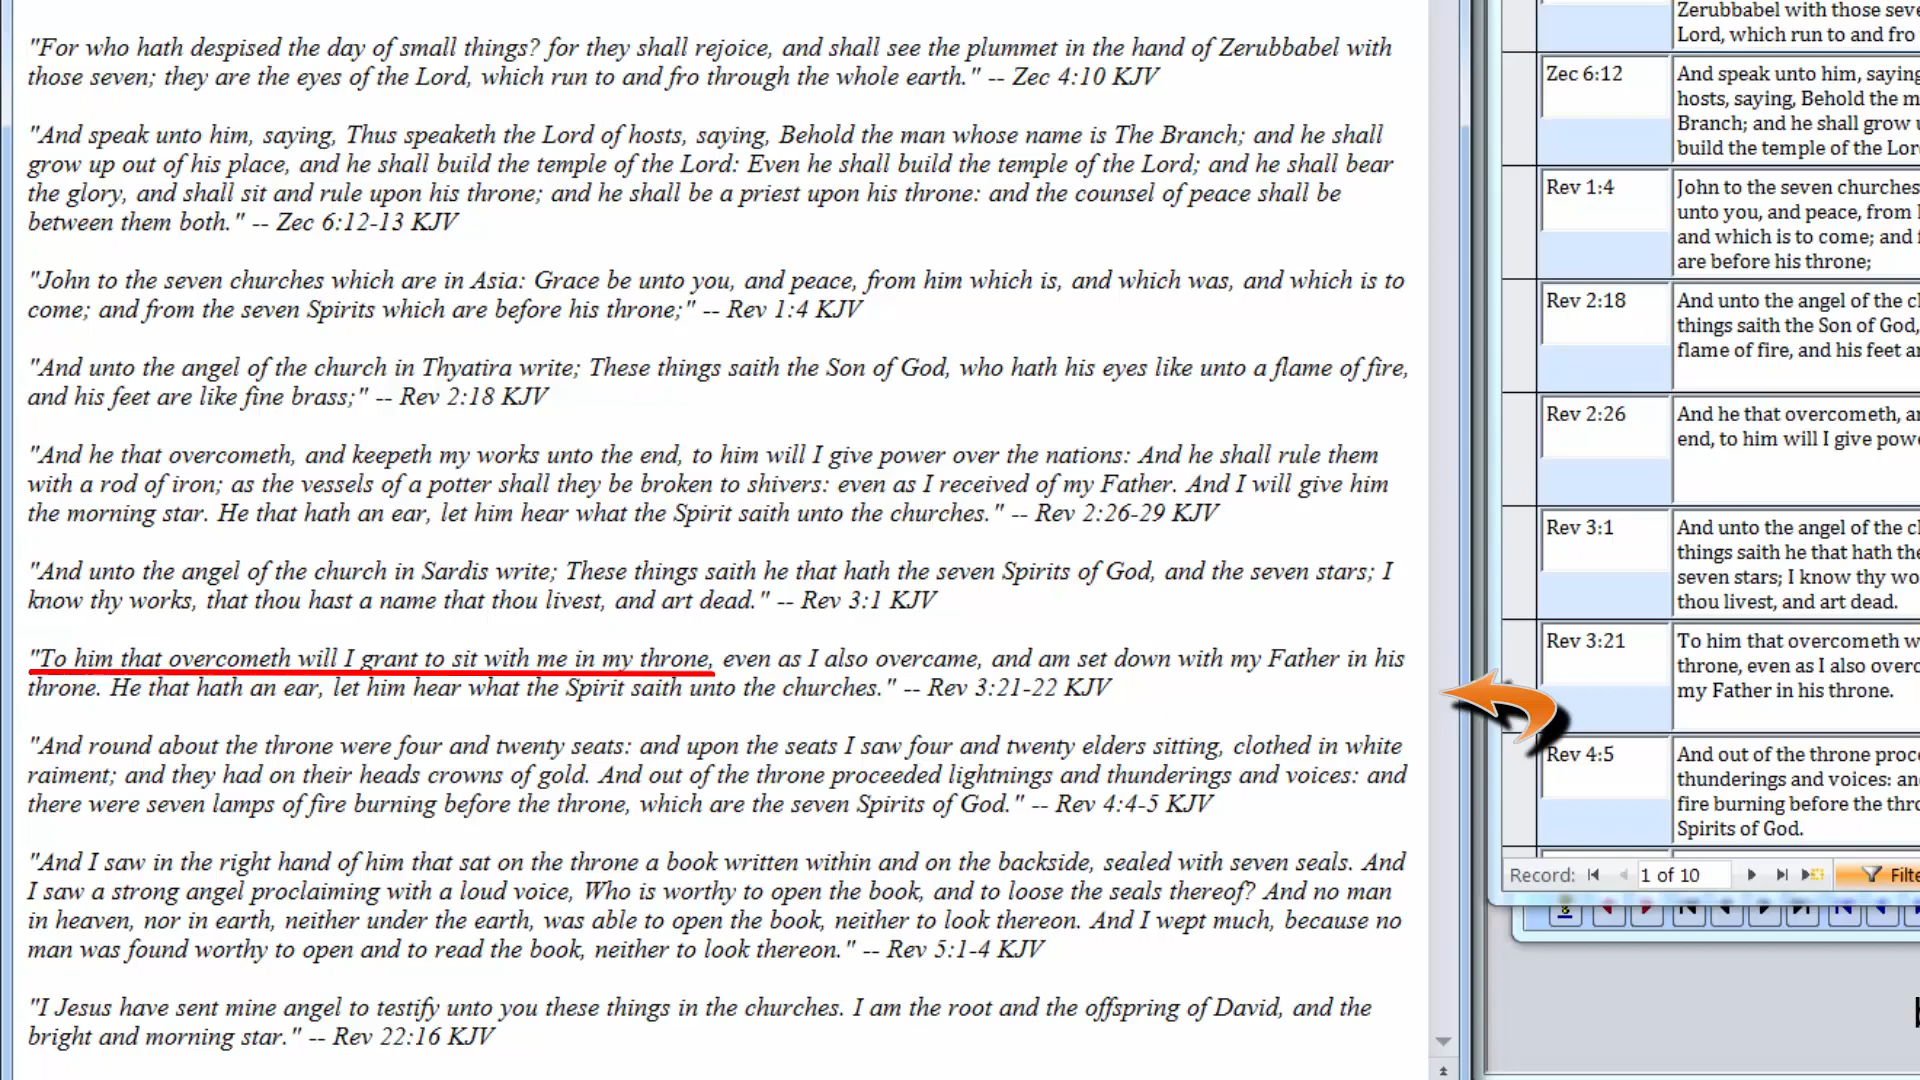 "For who hath despised the day of small things? for they shall rejoice, and shall see the plummet in the hand of Zerubbabel with
those seven; they are the eyes of the Lord, which run to and fro through the whole earth." -- Zec 4:10 KJV
"And speak unto him, saying, Thus speaketh the Lord of hosts, saying, Behold the man whose name is The Branch; and he shall
grow up out of his place, and he shall build the temple of the Lord: Even he shall build the temple of the Lord; and he shall bear
the glory, and shall sit and rule upon his throne; and he shall be a priest upon his throne: and the counsel of peace shall be
between them both." -- Zec 6:12-13 KJV
"John to the seven churches which are in Asia: Grace be unto you, and peace, from him which is, and which was, and which is to
come; and from the seven Spirits which are before his throne;" -- Rev 1:4 KJV
"And unto the angel of the church in Thyatira write; These things saith the Son of God, who hath his eyes like unto a flame of fire,
and his feet are like fine brass;" -- Rev 2:18 KJV
"And he that overcometh, and keepeth my works unto the end, to him will I give power over the nations: And he shall rule them
with a rod of iron; as the vessels of a potter shall they be broken to shivers: even as I received of my Father. And I will give him
the morning star. He that hath an ear, let him hear what the Spirit saith unto the churches." -- Rev 2:26-29 KJV
"And unto the angel of the church in Sardis write; These things saith he that hath the seven Spirits of God, and the seven stars; I
know thy works, that thou hast a name that thou livest, and art dead." -- Rev 3:1 KJV
"To him that overcometh will I grant to sit with me in my throne, even as I also overcame, and am set down with my Father in his
throne. He that hath an ear, let him hear what the Spirit saith unto the churches." -- Rev 3:21-22 KJV
"And round about the throne were four and twenty seats: and upon the seats I saw four and twenty elders sitting, clothed in white
raiment; and they had on their heads crowns of gold. And out of the throne proceeded lightnings and thunderings and voices: and
there were seven lamps of fire burning before the throne, which are the seven Spirits of God." -- Rev 4:4-5 KJV
"And I saw in the right hand of him that sat on the throne a book written within and on the backside, sealed with seven seals. And
I saw a strong angel proclaiming with a loud voice, Who is worthy to open the book, and to loose the seals thereof? And no man
in heaven, nor in earth, neither under the earth, was able to open the book, neither to look thereon. And I wept much, because no
man was found worthy to open and to read the book, neither to look thereon." -- Rev 5:1-4 KJV
"I Jesus have sent mine angel to testify unto you these things in the churches. I am the root and the offspring of David, and the
bright and morning star." -- Rev 22:16 KJV
Zerubbabel with those
Lord, which run to and fro
Zec 6:12
And speak unto him, saying
hosts, saying, Behold the
Branch; and he shall grow
build the temple of the
Rev 1:4
John to the seven churches
unto you, and peace, from
and which is to come; and
are before his throne;
Rev 2:18
And unto the angel of the
things saith the Son of God,
flame of fire, and his feet
Rev 2:26
And he that overcometh,
end, to him will I give
Rev 3:1
And unto the angel of the
things saith he that hath
seven stars; I know thy
thou livest, and art dead.
Rev 3:21
To him that overcometh
throne, even as I also
my Father in his throne.
Rev 4:5
And out of the throne
thunderings and voices:
fire burning before the
Spirits of God.
Record: 1 of 10